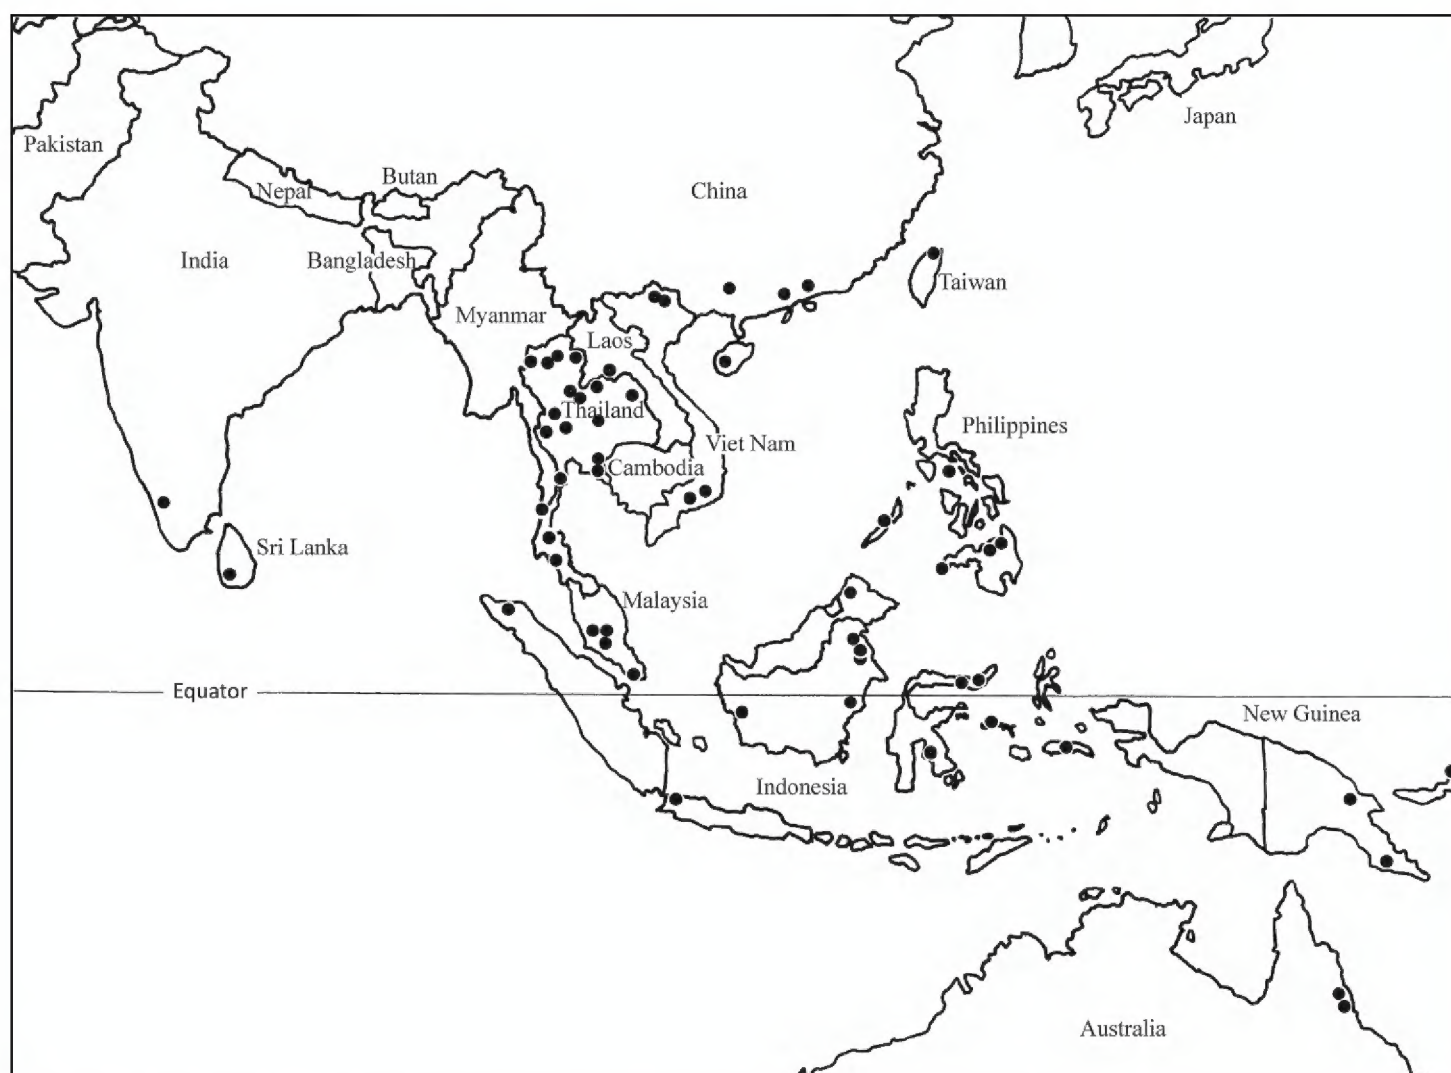 Japan
Pakistan
Butan
Nepal
China
India
Bangladesh
Taiwan
Myanmar
Laos
Thailand
Philippines
Viet Nam
Cambodia
Sri Lanka
Malaysia
Equator
New Guinea
Indonesia
Australia